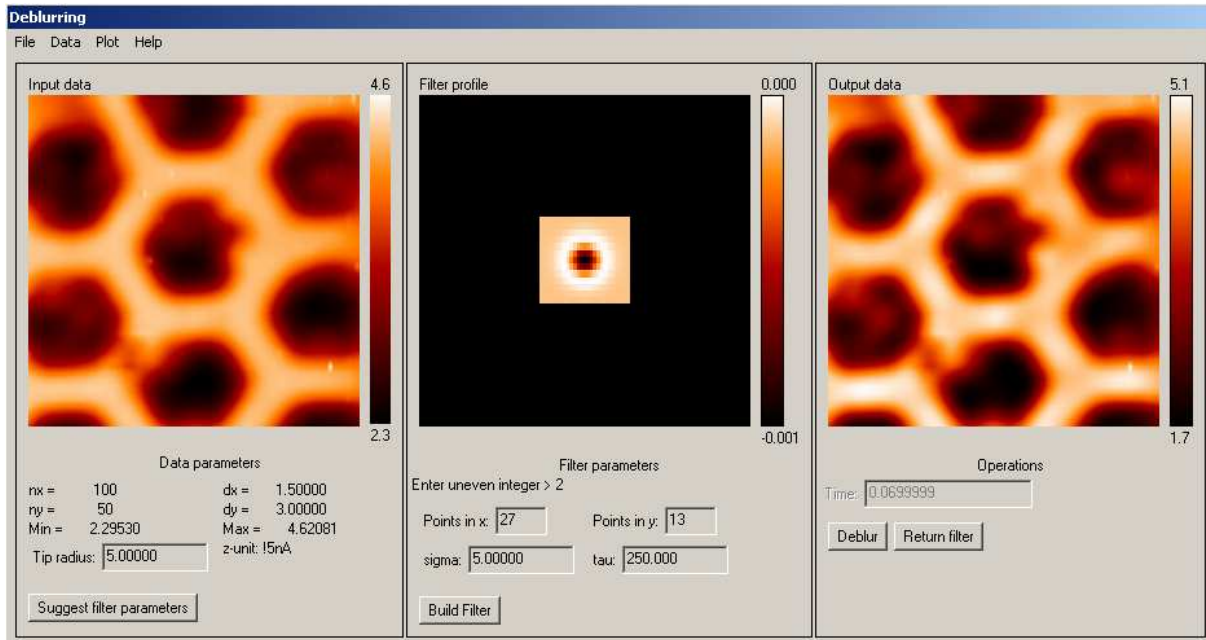 Deblurring
File Data Plot Help
Input data 4.6
2.3
Data parameters
nx = 100 dx = 1.50000
ny = 50 dy = 3.00000
Min = 2.29530 Max = 4.62081
Tip radius: 5.00000 z-unit: !5nA
Suggest filter parameters
Filter profile 0.000
-0.001
Filter parameters
Enter uneven integer > 2
Points in x: 27 Points in y: 13
sigma: 5.00000 tau: 250.000
Build Filter
Output data 5.1
1.7
Operations
Time: 0.0699999
Deblur Return filter